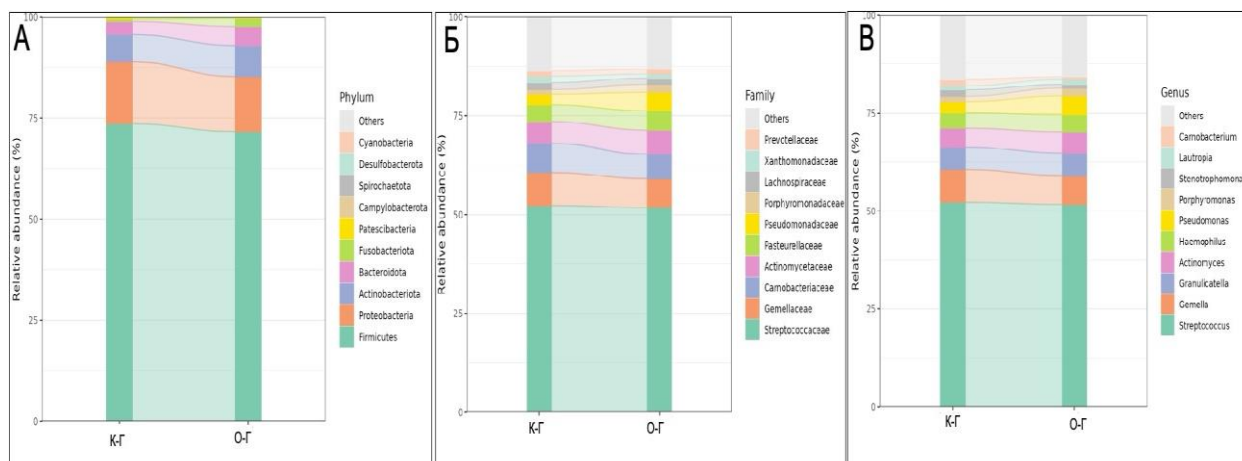 А
Relative abundance (%)
100
75
50
25
0
К-Г
О-Г
Phylum
Others
Cyanobacteria
Desulfobacterota
Spirochaetota
Campylobacterota
Patescibacteria
Fusobacteriota
Bacteroidota
Actinobacteriota
Proteobacteria
Firmicutes
Б
Relative abundance (%)
100
75
50
25
0
К-Г
О-Г
Family
Others
Prevotellaceae
Xanthomonadaceae
Lachnospiraceae
Porphyromonadaceae
Pseudomonadaceae
Pasteurellaceae
Actinomycetaceae
Carnobacteriaceae
Gemellaceae
Streptococcaceae
В
Relative abundance (%)
100
75
50
25
0
К-Г
О-Г
Genus
Others
Carnobacterium
Lautropia
Stenotrophomona
Porphyromonas
Pseudomonas
Haemophilus
Actinomyces
Granulicatella
Gemella
Streptococcus